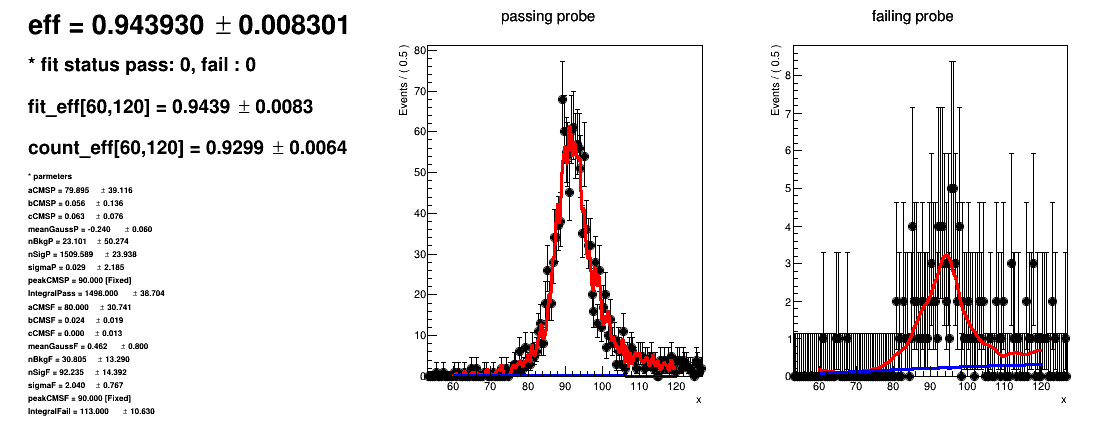 eff = 0.943930 ± 0.008301
* fit status pass: 0, fail : 0
fit_eff[60,120] = 0.9439 ± 0.0083
count_eff[60,120] = 0.9299 ± 0.0064
* parmeters
aCMSP = 79.895 ± 39.116
bCMSP = 0.056 ± 0.136
cCMSP = 0.063 ± 0.076
meanGaussP = -0.240 ± 0.060
nBkgP = 23.101 ± 50.274
nSigP = 1509.589 ± 23.938
sigmaP = 0.029 ± 2.185
peakCMSP = 90.000 [Fixed]
IntegralPass = 1498.000 ± 38.704
aCMSF = 80.000 ± 30.741
bCMSF = 0.024 ± 0.019
cCMSF = 0.000 ± 0.013
meanGaussF = 0.462 ± 0.800
nBkgF = 30.805 ± 13.290
nSigF = 92.235 ± 14.392
sigmaF = 2.040 ± 0.767
peakCMSF = 90.000 [Fixed]
IntegralFail = 113.000 ± 10.630
passing probe
Events / ( 0.5 )
80
70
60
50
40
30
20
10
0
60 70 80 90 100 110 120
x
failing probe
Events / ( 0.5 )
8
7
6
5
4
3
2
1
0
60 70 80 90 100 110 120
x